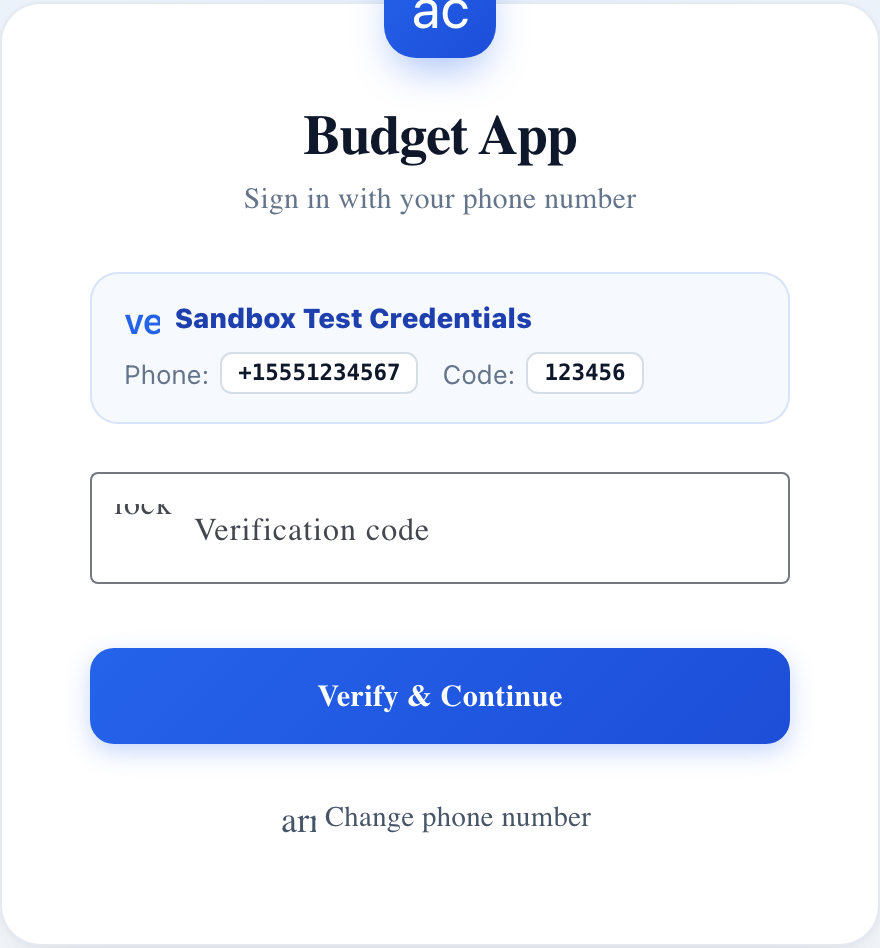 ac
Budget App
Sign in with your phone number
ve Sandbox Test Credentials
Phone: +15551234567 Code: 123456
lock Verification code
Verify & Continue
arr Change phone number